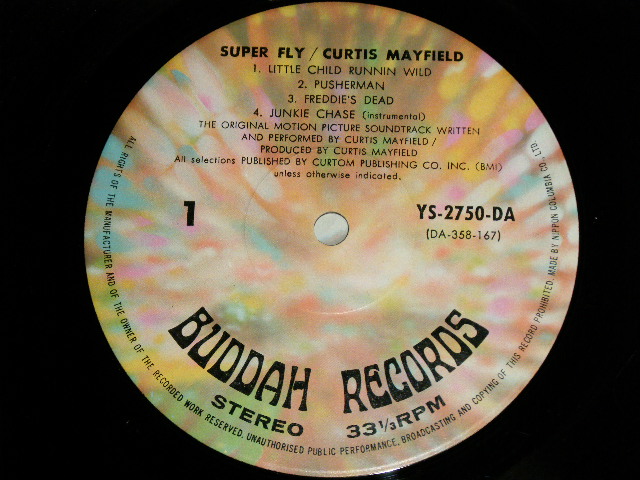 SUPER FLY / CURTIS MAYFIELD
1. LITTLE CHILD RUNNIN WILD
2. PUSHERMAN
3. FREDDIE'S DEAD
4. JUNKIE CHASE (instrumental)
THE ORIGINAL MOTION PICTURE SOUNDTRACK WRITTEN
AND PERFORMED BY CURTIS MAYFIELD /
PRODUCED BY CURTIS MAYFIELD
All selections PUBLISHED BY CURTOM PUBLISHING CO. INC. (BMI)
unless otherwise indicated.
1
YS-2750-DA
(DA-358-167)
BUDDAH RECORDS
STEREO 33⅓RPM
ALL RIGHTS OF THE MANUFACTURER AND OF THE OWNER OF THE RECORDED WORK RESERVED. UNAUTHORISED PUBLIC PERFORMANCE, BROADCASTING AND COPYING OF THIS RECORD PROHIBITED. MADE BY NIPPON COLUMBIA CO., LTD.